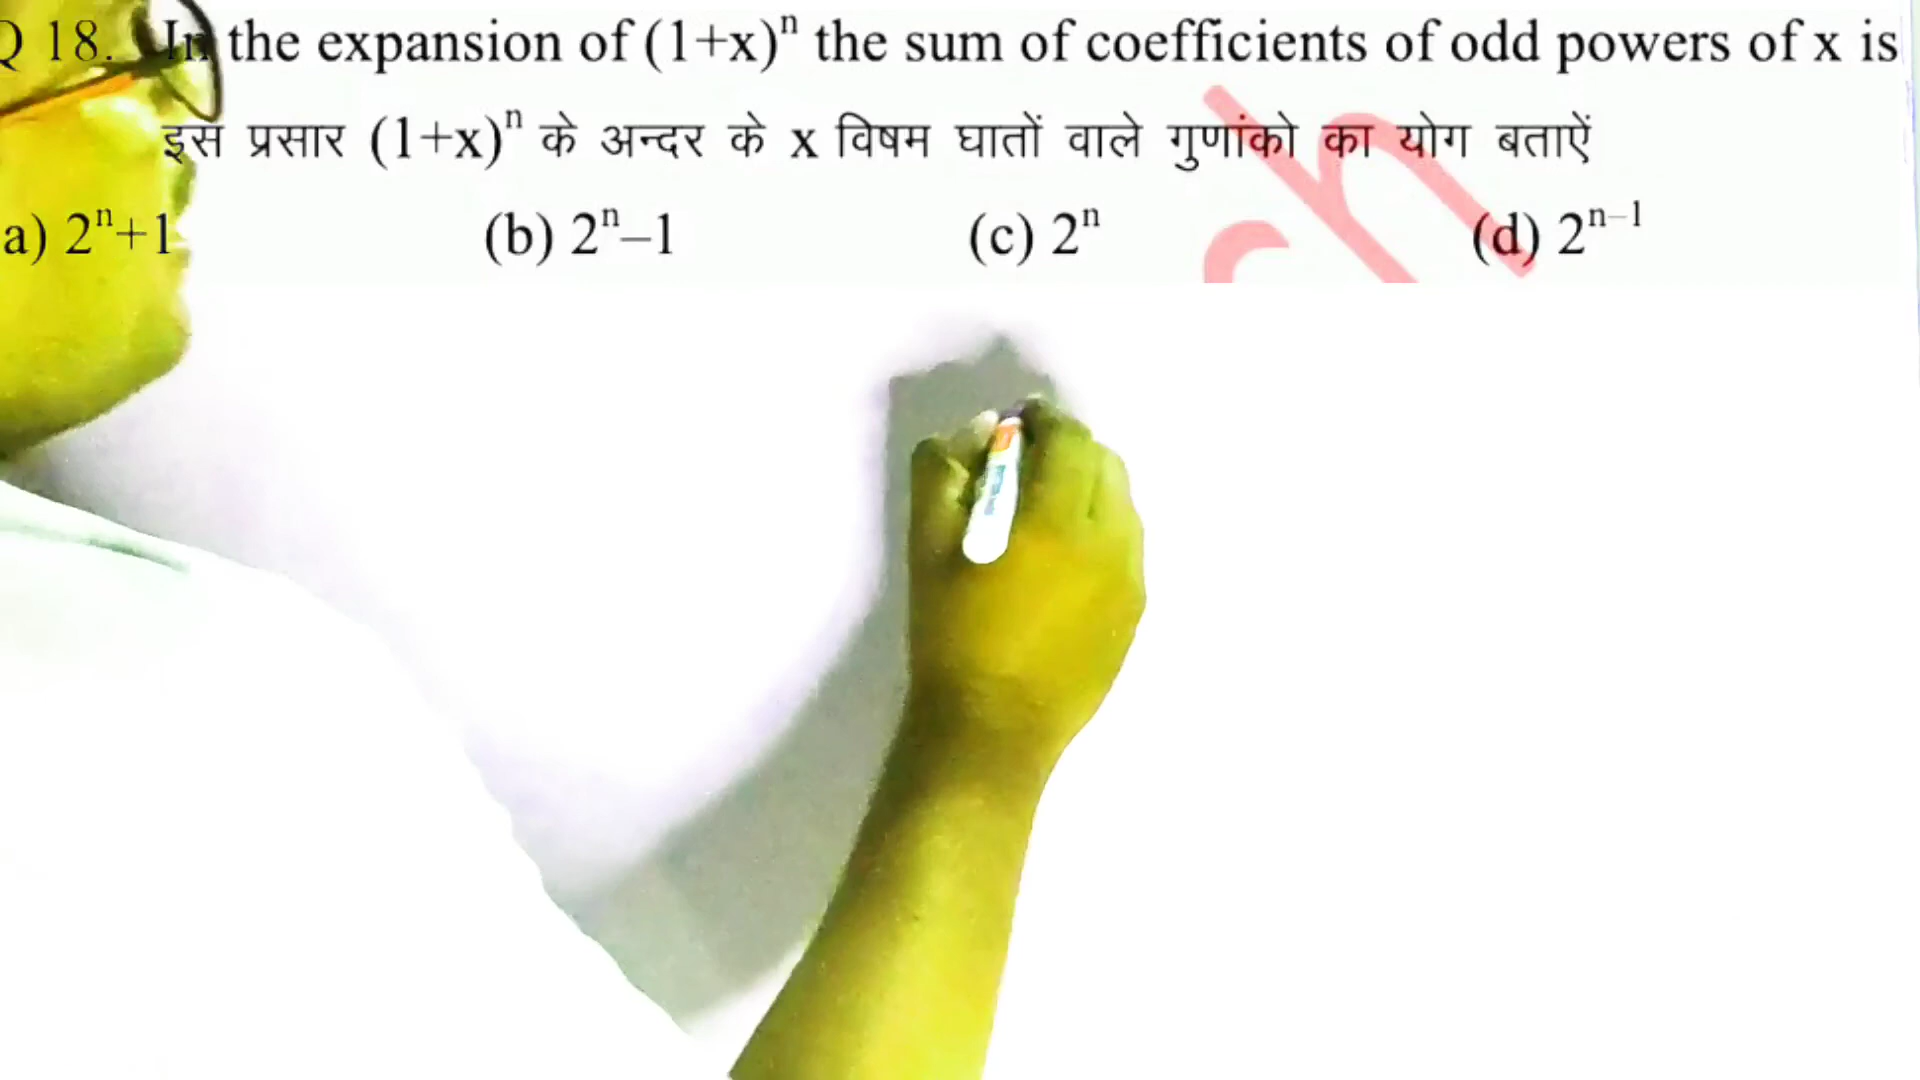 Q 18. In the expansion of (1+x)ⁿ the sum of coefficients of odd powers of x is
इस प्रसार (1+x)ⁿ के अन्दर के x विषम घातों वाले गुणांको का योग बताऐं
a) 2ⁿ+1 (b) 2ⁿ–1 (c) 2ⁿ (d) 2ⁿ⁻¹